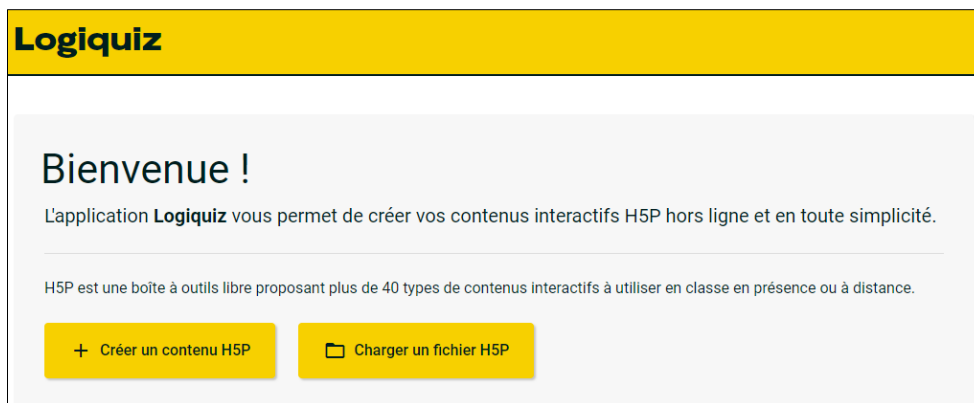 Logiquiz
Bienvenue !
L'application Logiquiz vous permet de créer vos contenus interactifs H5P hors ligne et en toute simplicité.
H5P est une boîte à outils libre proposant plus de 40 types de contenus interactifs à utiliser en classe en présence ou à distance.
+ Créer un contenu H5P
Charger un fichier H5P